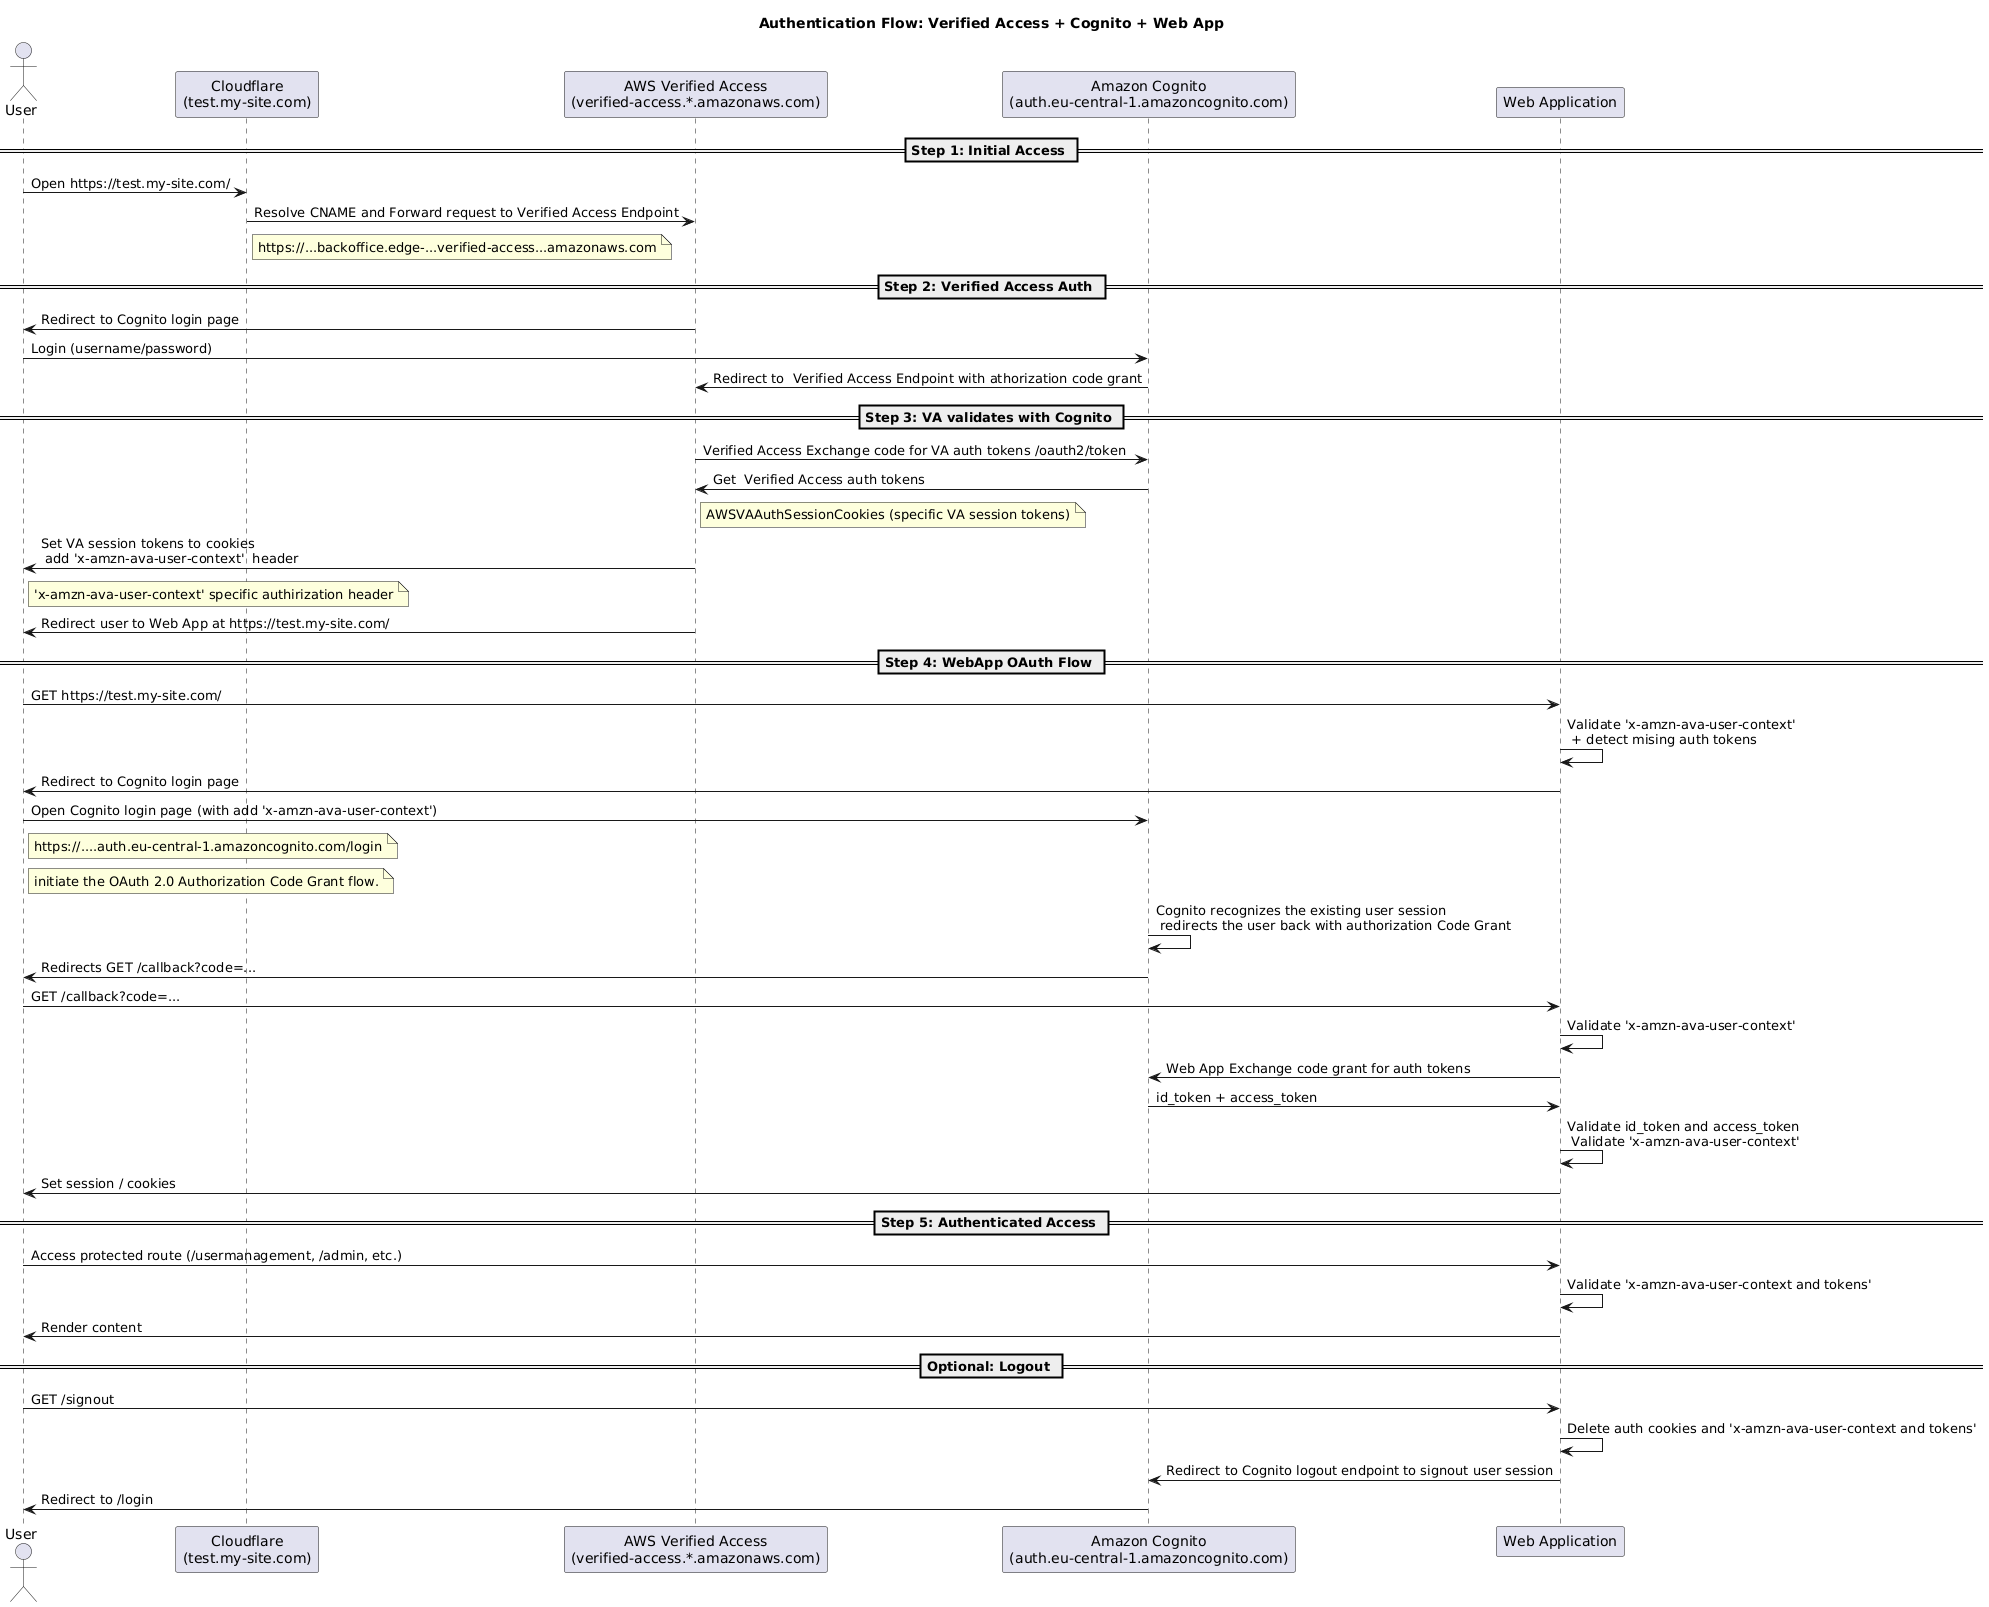 Authentication Flow: Verified Access + Cognito + Web App
User
Cloudflare
(test.my-site.com)
AWS Verified Access
(verified-access.*.amazonaws.com)
Amazon Cognito
(auth.eu-central-1.amazoncognito.com)
Web Application
Step 1: Initial Access
Open https://test.my-site.com/
Resolve CNAME and Forward request to Verified Access Endpoint
https://...backoffice.edge-...verified-access...amazonaws.com
Step 2: Verified Access Auth
Redirect to Cognito login page
Login (username/password)
Redirect to  Verified Access Endpoint with athorization code grant
Step 3: VA validates with Cognito
Verified Access Exchange code for VA auth tokens /oauth2/token
Get  Verified Access auth tokens
AWSVAAuthSessionCookies (specific VA session tokens)
Set VA session tokens to cookies
add 'x-amzn-ava-user-context'  header
'x-amzn-ava-user-context' specific authirization header
Redirect user to Web App at https://test.my-site.com/
Step 4: WebApp OAuth Flow
GET https://test.my-site.com/
Validate 'x-amzn-ava-user-context'
+ detect mising auth tokens
Redirect to Cognito login page
Open Cognito login page (with add 'x-amzn-ava-user-context')
https://....auth.eu-central-1.amazoncognito.com/login
initiate the OAuth 2.0 Authorization Code Grant flow.
Cognito recognizes the existing user session
redirects the user back with authorization Code Grant
Redirects GET /callback?code=...
GET /callback?code=...
Validate 'x-amzn-ava-user-context'
Web App Exchange code grant for auth tokens
id_token + access_token
Validate id_token and access_token
Validate 'x-amzn-ava-user-context'
Set session / cookies
Step 5: Authenticated Access
Access protected route (/usermanagement, /admin, etc.)
Validate 'x-amzn-ava-user-context and tokens'
Render content
Optional: Logout
GET /signout
Delete auth cookies and 'x-amzn-ava-user-context and tokens'
Redirect to Cognito logout endpoint to signout user session
Redirect to /login
User
Cloudflare
(test.my-site.com)
AWS Verified Access
(verified-access.*.amazonaws.com)
Amazon Cognito
(auth.eu-central-1.amazoncognito.com)
Web Application